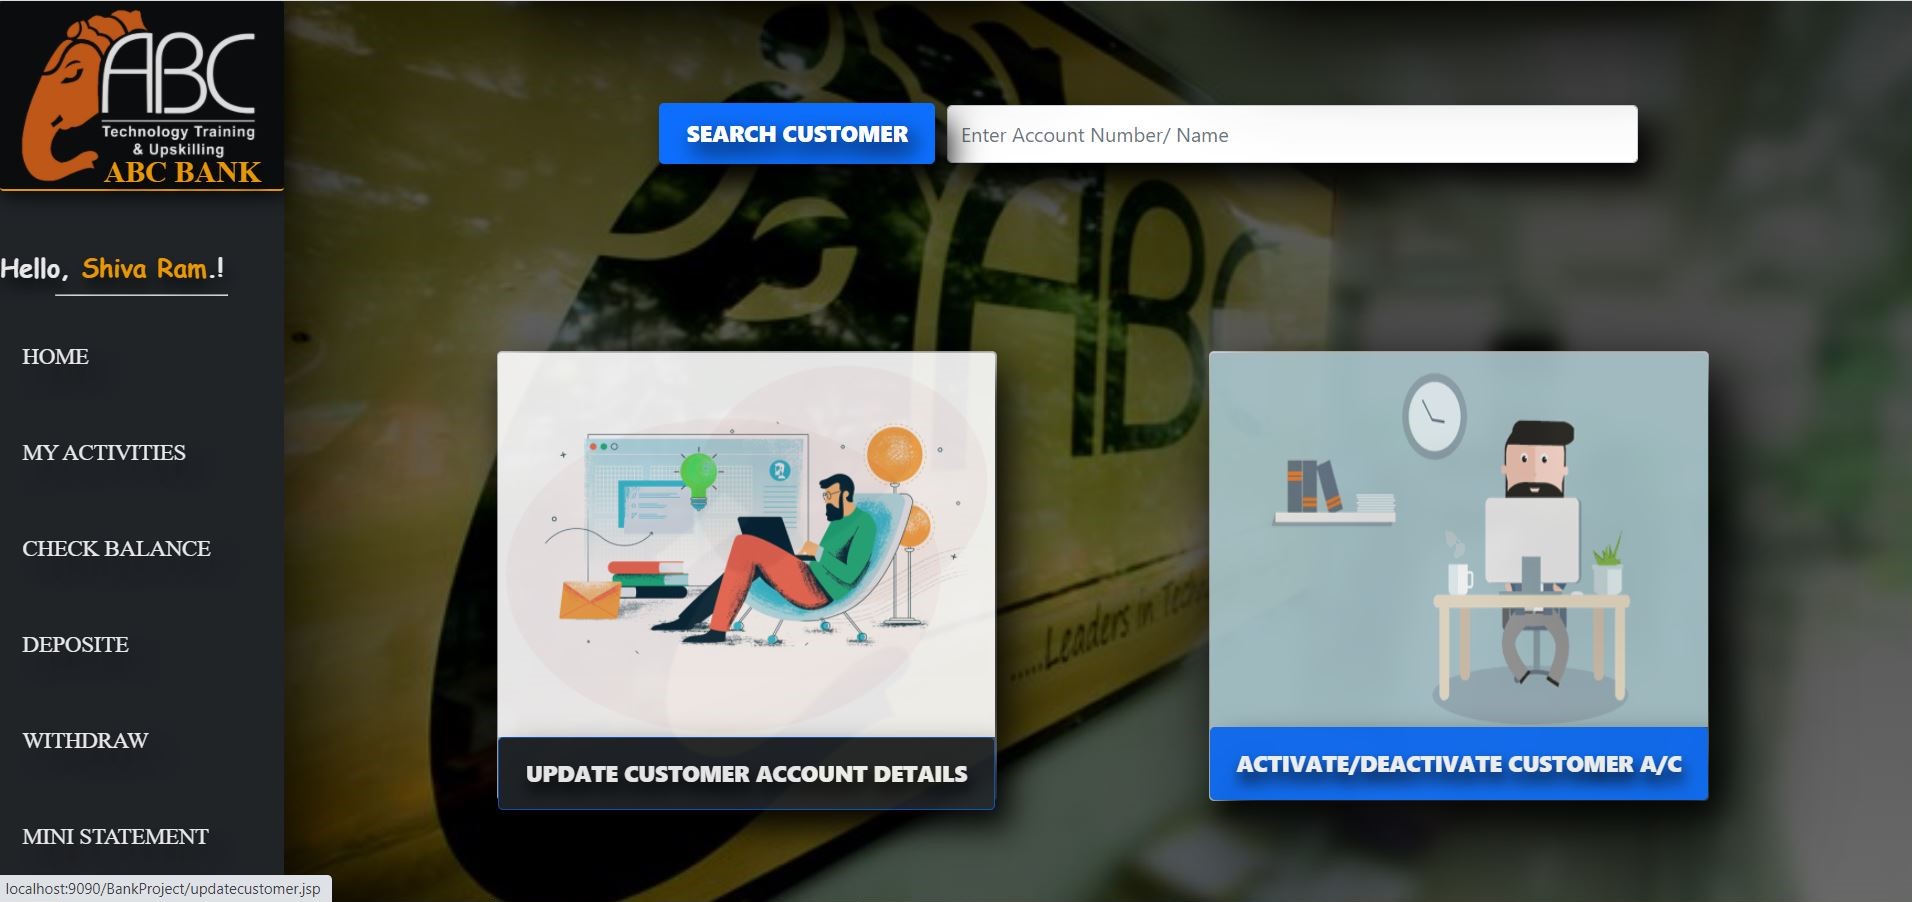 ABC
Technology Training
& Upskilling
ABC BANK
Hello, Shiva Ram.!
HOME
MY ACTIVITIES
CHECK BALANCE
DEPOSITE
WITHDRAW
MINI STATEMENT
SEARCH CUSTOMER
Enter Account Number/ Name
ABC
.....Leaders in
UPDATE CUSTOMER ACCOUNT DETAILS
ACTIVATE/DEACTIVATE CUSTOMER A/C
localhost:9090/BankProject/updatecustomer.jsp